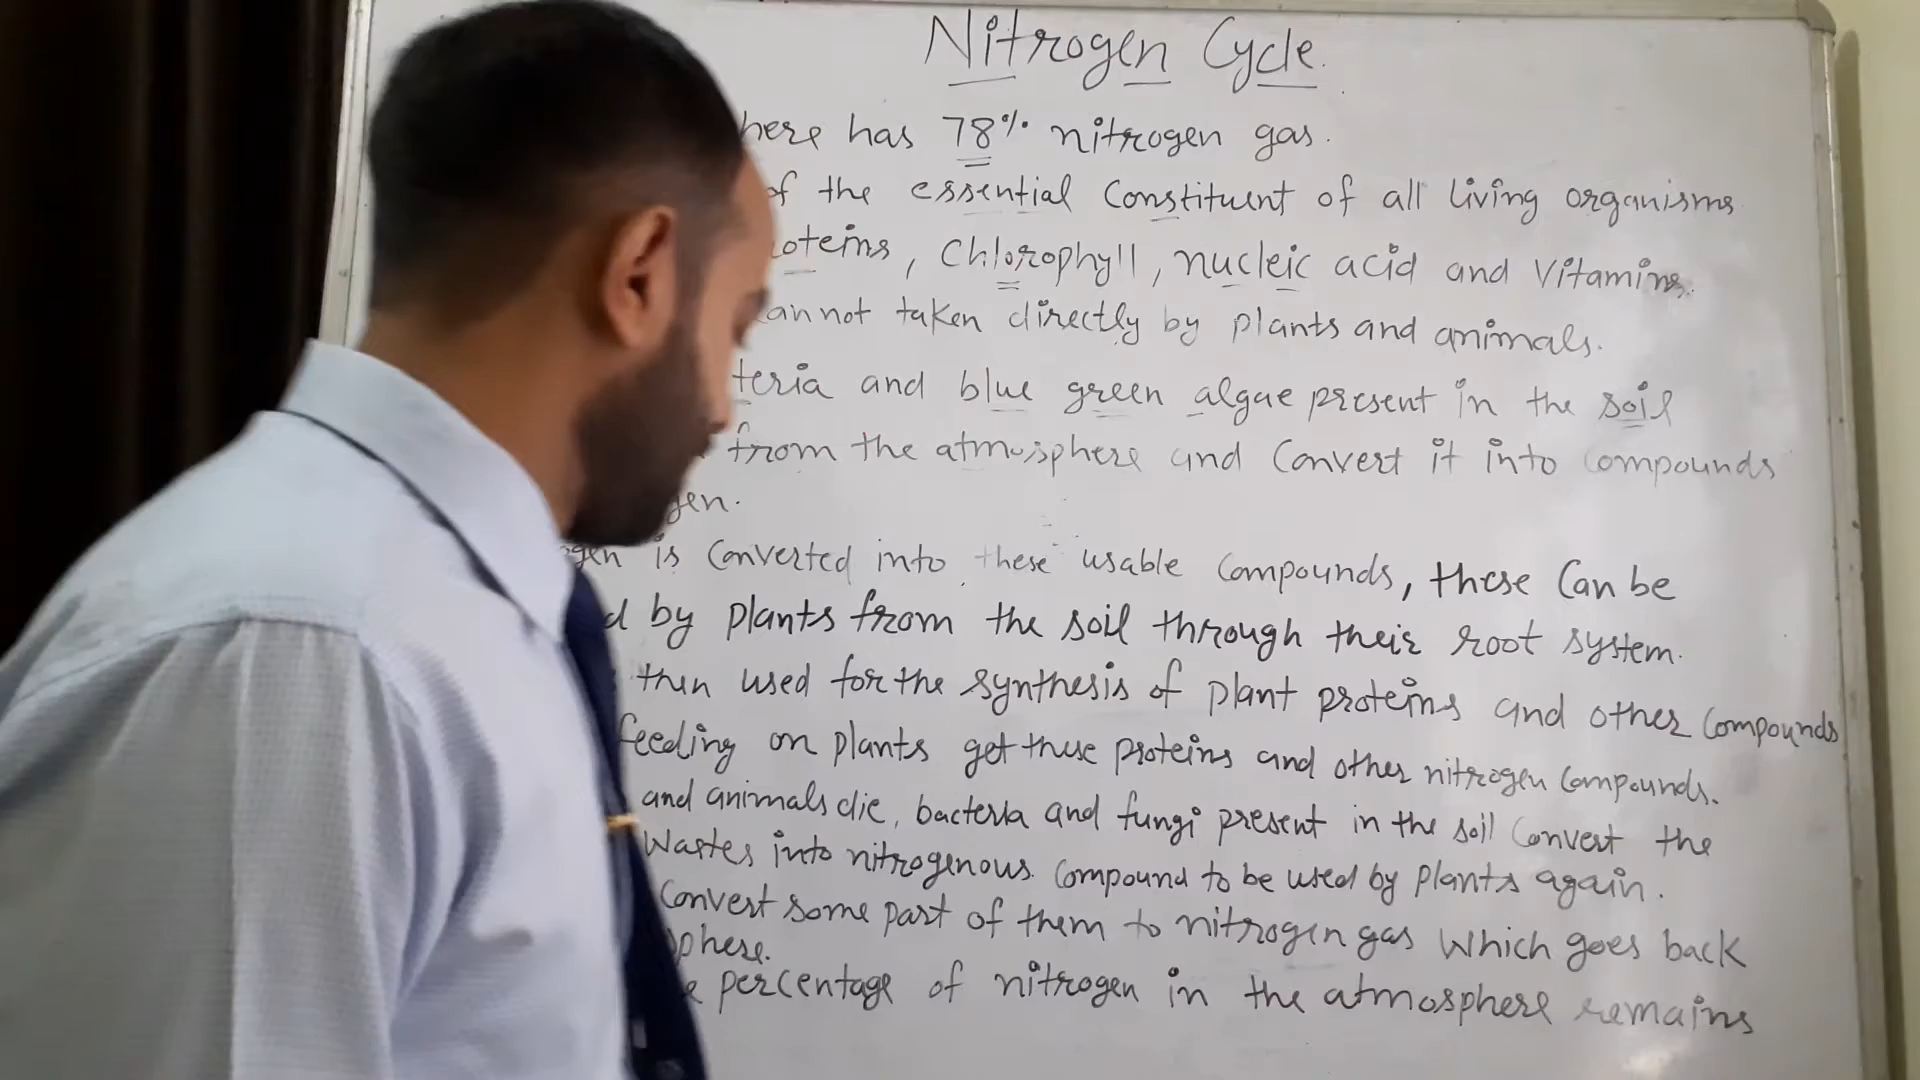 Nitrogen Cycle.
here has 78% nitrogen gas.
of the essential Constituent of all living organisms
oteins, Chlorophyll, nucleic acid and Vitamins.
annot taken directly by plants and animals.
teria and blue green algae present in the soil
from the atmosphere and Convert it into Compounds
gen.
gen is Converted into these usable Compounds, these Can be
d by plants from the soil through their root system.
then used for the synthesis of plant proteins and other Compounds
feeding on plants get these proteins and other nitrogen Compounds.
and animals die, bacteria and fungi present in the soil Convert the
Wastes into nitrogenous Compound to be used by plants again.
Convert some part of them to nitrogen gas Which goes back
phere.
e percentage of nitrogen in the atmosphere remains